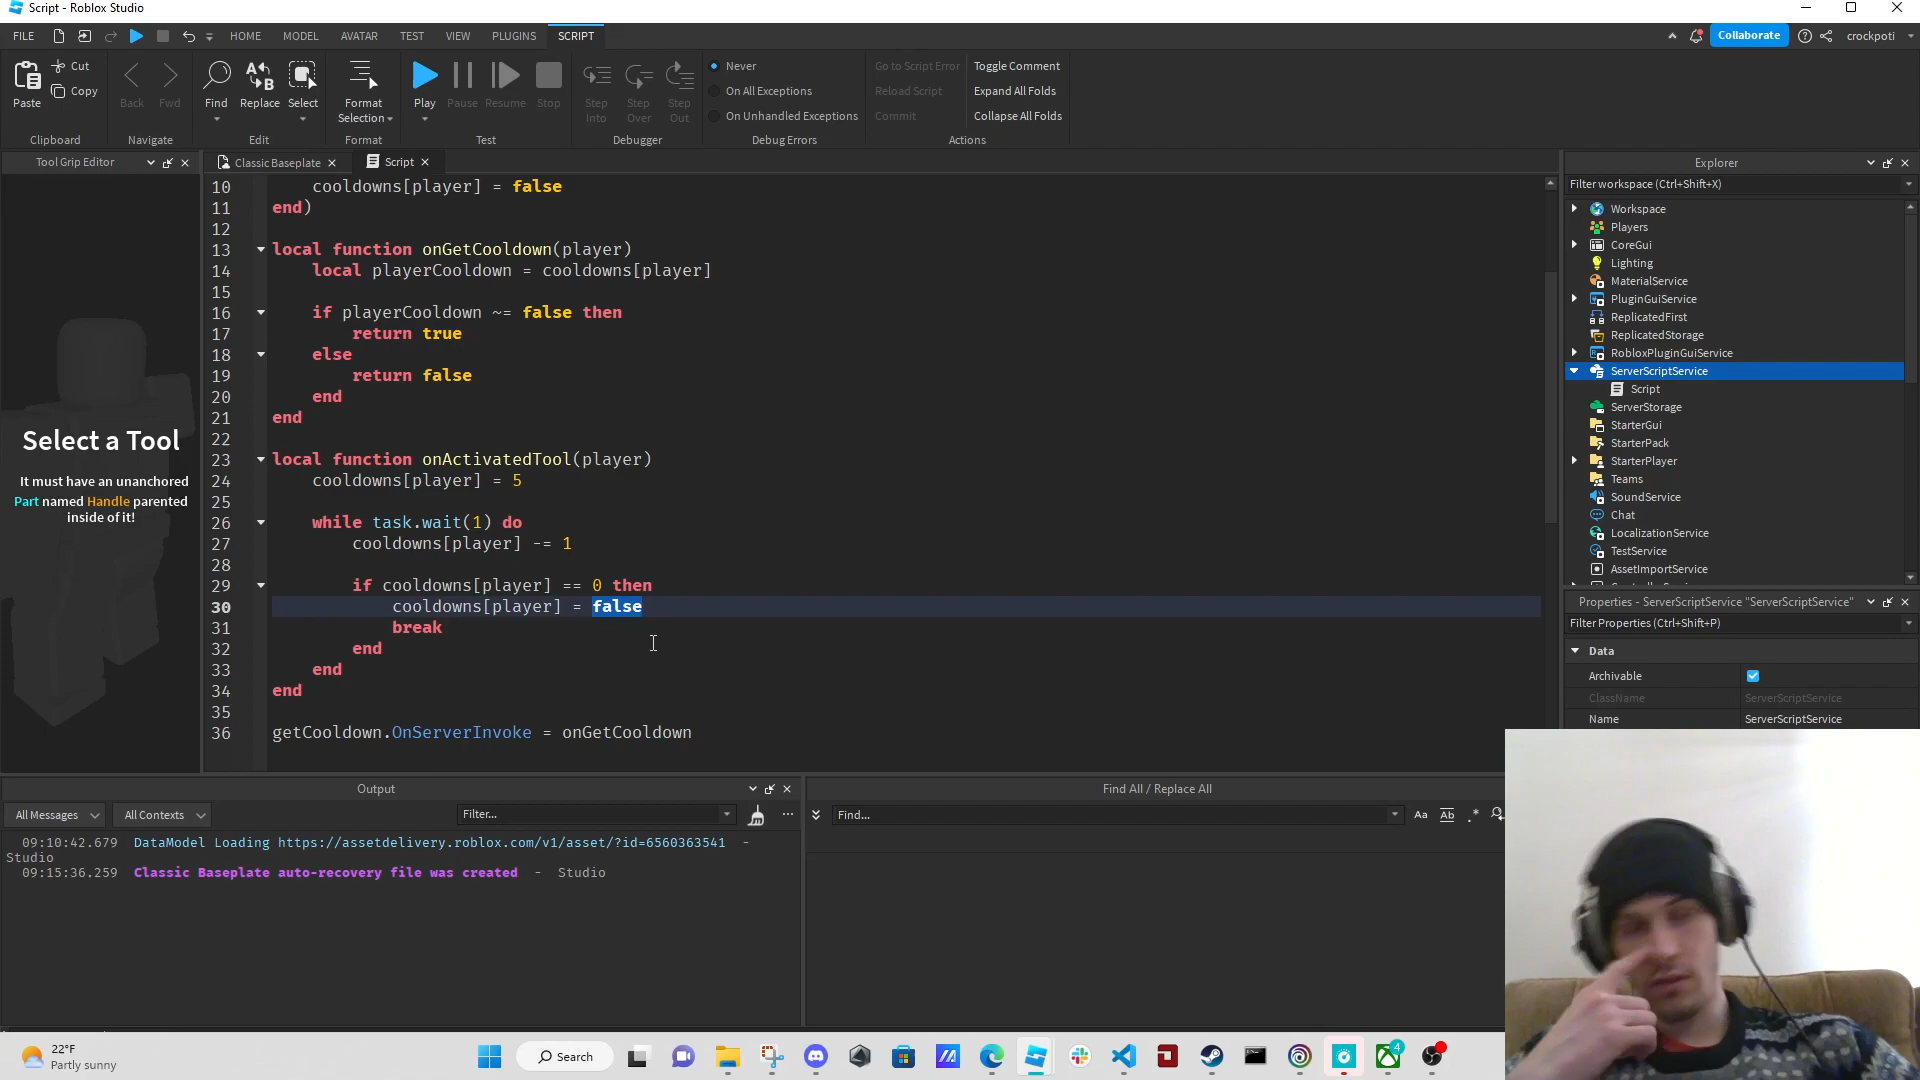 Script - Roblox Studio
FILE
HOME
MODEL
AVATAR
TEST
VIEW
PLUGINS
SCRIPT
Collaborate
crockpoti
Paste
Cut
Copy
Clipboard
Back
Fwd
Navigate
Find
Replace
Select
Edit
Format
Selection
Format
Play
Pause
Resume
Stop
Test
Step
Into
Step
Over
Step
Out
Debugger
Never
On All Exceptions
On Unhandled Exceptions
Debug Errors
Go to Script Error
Reload Script
Commit
Toggle Comment
Expand All Folds
Collapse All Folds
Actions
Tool Grip Editor
Select a Tool
It must have an unanchored
Part named Handle parented
inside of it!
Classic Baseplate
Script
10 cooldowns[player] = false
11 end)
12
13 local function onGetCooldown(player)
14 local playerCooldown = cooldowns[player]
15
16 if playerCooldown ~= false then
17 return true
18 else
19 return false
20 end
21 end
22
23 local function onActivatedTool(player)
24 cooldowns[player] = 5
25
26 while task.wait(1) do
27 cooldowns[player] -= 1
28
29 if cooldowns[player] == 0 then
30 cooldowns[player] = false
31 break
32 end
33 end
34 end
35
36 getCooldown.OnServerInvoke = onGetCooldown
Explorer
Filter workspace (Ctrl+Shift+X)
Workspace
Players
CoreGui
Lighting
MaterialService
PluginGuiService
ReplicatedFirst
ReplicatedStorage
RobloxPluginGuiService
ServerScriptService
Script
ServerStorage
StarterGui
StarterPack
StarterPlayer
Teams
SoundService
Chat
LocalizationService
TestService
AssetImportService
Properties - ServerScriptService "ServerScriptService"
Filter Properties (Ctrl+Shift+P)
Data
Archivable
ClassName ServerScriptService
Name ServerScriptService
Output
All Messages
All Contexts
Filter...
09:10:42.679 DataModel Loading https://assetdelivery.roblox.com/v1/asset/?id=6560363541 -
Studio
09:15:36.259 Classic Baseplate auto-recovery file was created - Studio
Find All / Replace All
Find...
Aa
Ab
.*
22°F
Partly sunny
Search
4